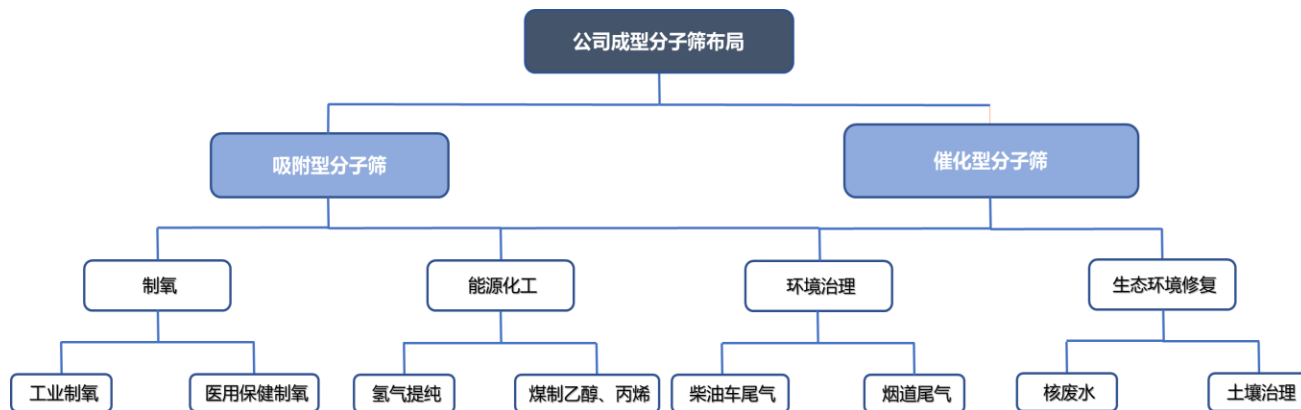 公司成型分子筛布局
吸附型分子筛
催化型分子筛
制氧
能源化工
环境治理
生态环境修复
工业制氧
医用保健制氧
氢气提纯
煤制乙醇、丙烯
柴油车尾气
烟道尾气
核废水
土壤治理